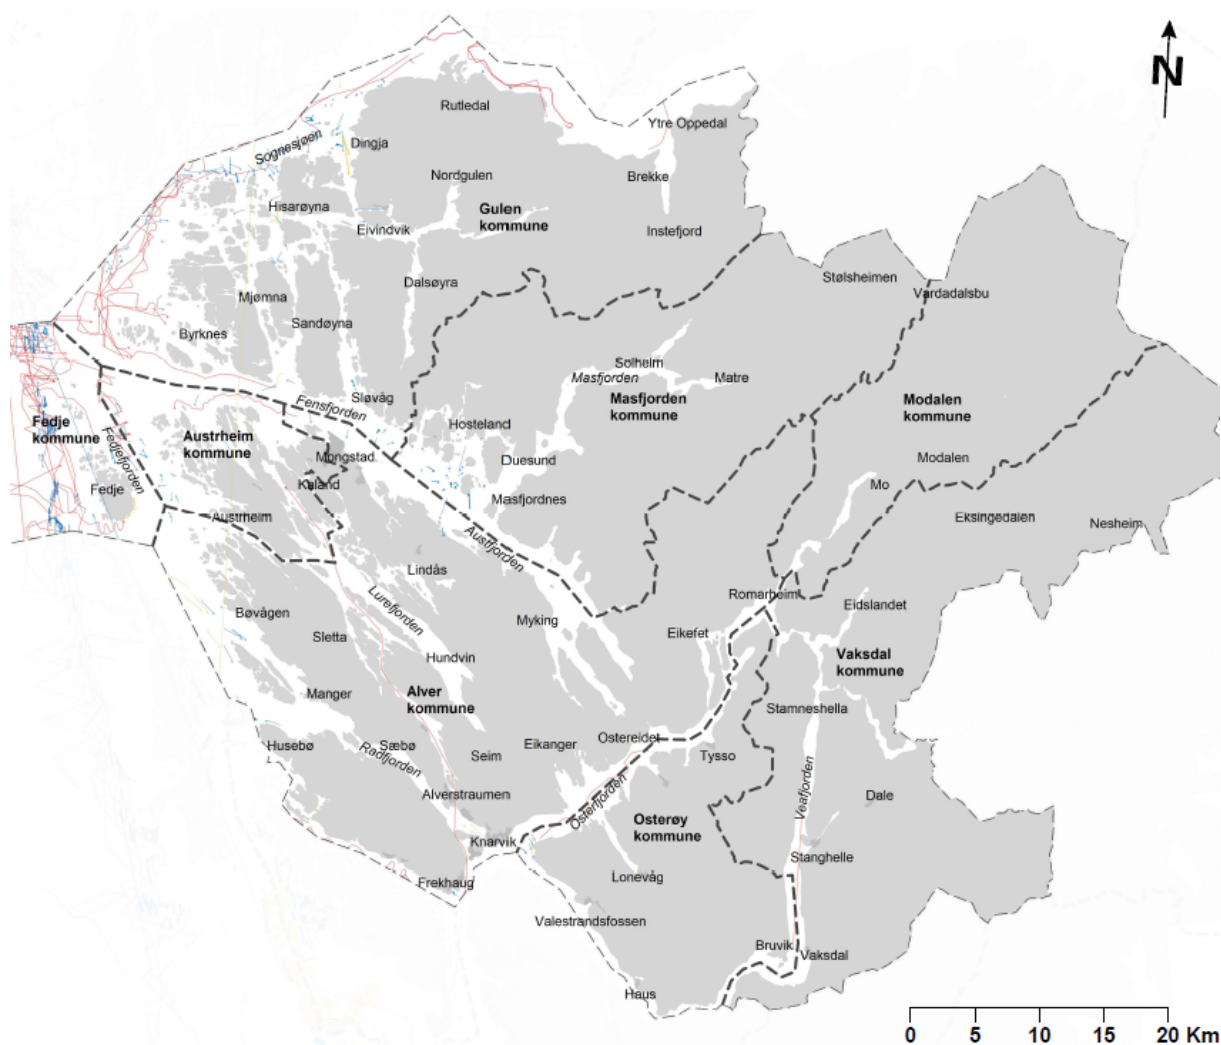 N
Rutledal
Ytre Oppedal
Sognesjøen
Dingja
Nordgulen
Brekke
Hisarøyna
Gulen
kommune
Eivindvik
Instefjord
Stølsheimen
Dalsøyra
Vardadalsbu
Mjømna
Sandøyna
Byrknes
Solheim
Masfjorden
Matre
Sløvåg
Fensfjorden
Masfjorden
kommune
Modalen
kommune
Fedje
kommune
Fedjefjorden
Austrheim
kommune
Hosteland
Mongstad
Duesund
Modalen
Kaland
Mo
Fedje
Masfjordnes
Austrheim
Eksingedalen
Nesheim
Austfjorden
Lindås
Romarheim
Eidslandet
Lurefjorden
Bøvågen
Myking
Sletta
Eikefet
Vaksdal
kommune
Hundvin
Manger
Alver
kommune
Stamneshella
Husebø
Sæbø
Radfjorden
Seim
Eikanger
Ostereidet
Tysso
Veafjorden
Alverstraumen
Osterfjorden
Dale
Osterøy
kommune
Knarvik
Stanghelle
Frekhaug
Lonevåg
Valestrandsfossen
Bruvik
Vaksdal
Haus
0 5 10 15 20 Km